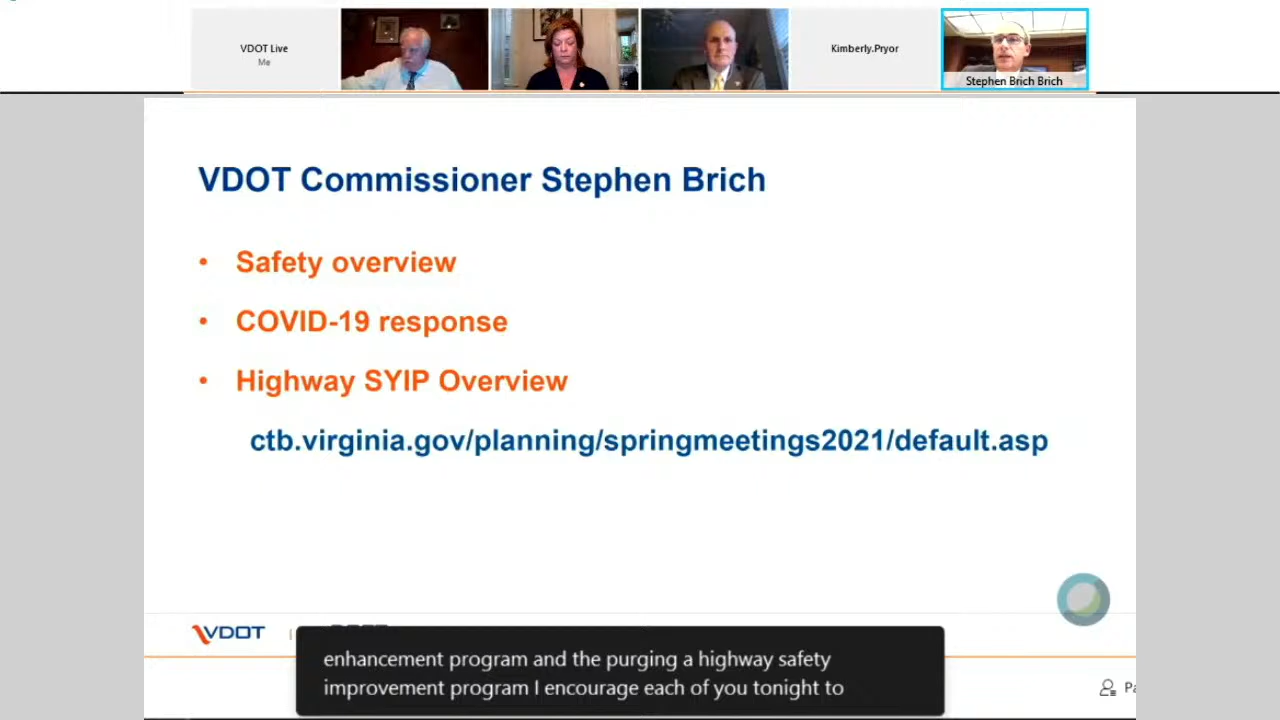 VDOT Live
Me
Kimberly.Pryor
Stephen Brich Brich
VDOT Commissioner Stephen Brich
• Safety overview
• COVID-19 response
• Highway SYIP Overview
ctb.virginia.gov/planning/springmeetings2021/default.asp
VDOT
enhancement program and the purging a highway safety
improvement program I encourage each of you tonight to